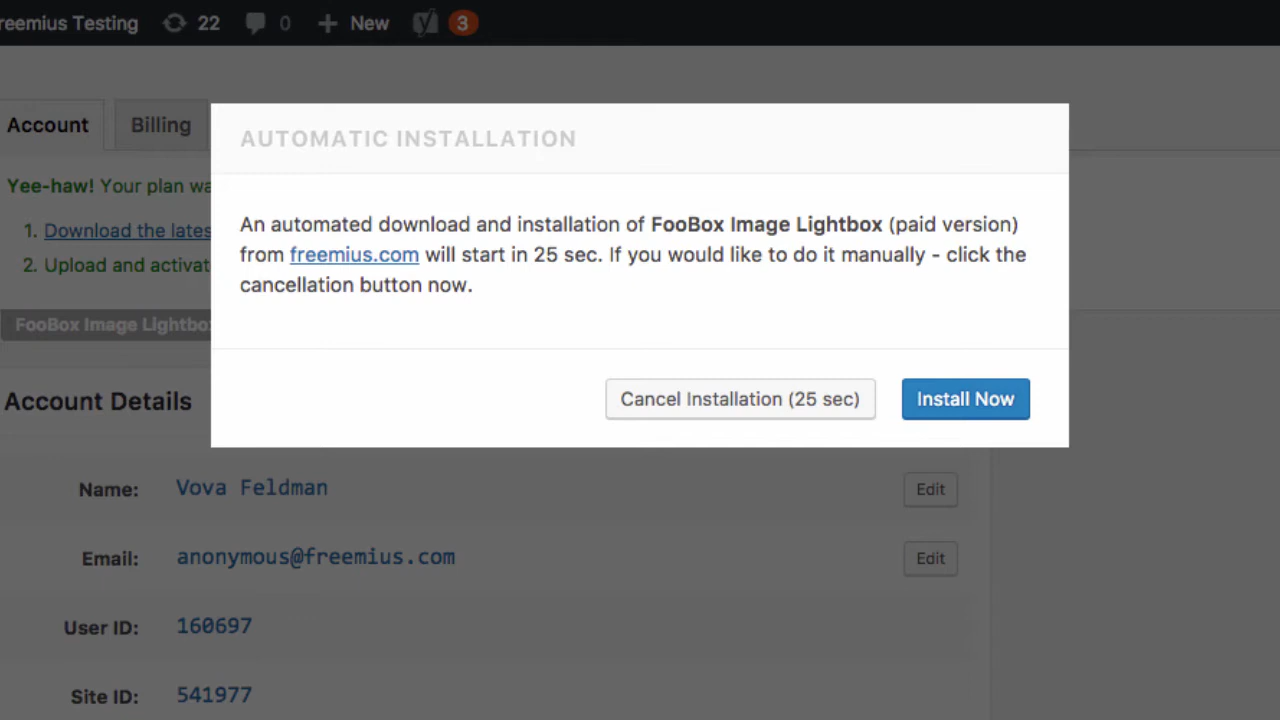 reemius Testing 22 0 New 3
Account Billing
AUTOMATIC INSTALLATION
Yee-haw! Your plan wa
1. Download the lates
2. Upload and activat
An automated download and installation of FooBox Image Lightbox (paid version)
from freemius.com will start in 25 sec. If you would like to do it manually - click the
cancellation button now.
FooBox Image Lightbo
Cancel Installation (25 sec) Install Now
Account Details
Name: Vova Feldman Edit
Email: anonymous@freemius.com Edit
User ID: 160697
Site ID: 541977